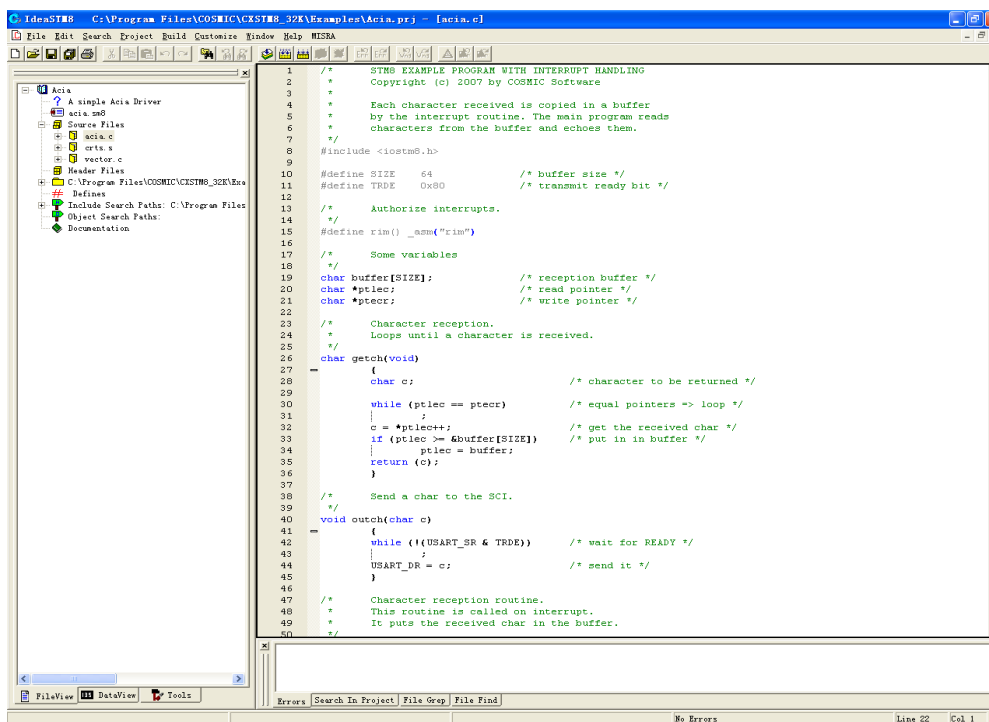 IdeaSTM8 C:\Program Files\COSMIC\CXSTM8_32K\Examples\Acia.prj - [acia.c]
File Edit Search Project Build Customize Window Help MISRA
Acia
A simple Acia Driver
acia.sm8
Source Files
acia.c
crts.s
vector.c
Header Files
C:\Program Files\COSMIC\CXSTM8_32K\Exa
Defines
Include Search Paths: C:\Program Files
Object Search Paths:
Documentation
FileView DataView Tools
1 /* STM8 EXAMPLE PROGRAM WITH INTERRUPT HANDLING
2 * Copyright (c) 2007 by COSMIC Software
3 *
4 * Each character received is copied in a buffer
5 * by the interrupt routine. The main program reads
6 * characters from the buffer and echoes them.
7 */
8 #include <iostm8.h>
9
10 #define SIZE 64 /* buffer size */
11 #define TRDE 0x80 /* transmit ready bit */
12
13 /* Authorize interrupts.
14 */
15 #define rim() _asm("rim")
16
17 /* Some variables
18 */
19 char buffer[SIZE]; /* reception buffer */
20 char *ptlec; /* read pointer */
21 char *ptecr; /* write pointer */
22
23 /* Character reception.
24 * Loops until a character is received.
25 */
26 char getch(void)
27 {
28 char c; /* character to be returned */
29
30 while (ptlec == ptecr) /* equal pointers => loop */
31 ;
32 c = *ptlec++; /* get the received char */
33 if (ptlec >= &buffer[SIZE]) /* put in in buffer */
34 ptlec = buffer;
35 return (c);
36 }
37
38 /* Send a char to the SCI.
39 */
40 void outch(char c)
41 {
42 while (!(USART_SR & TRDE)) /* wait for READY */
43 ;
44 USART_DR = c; /* send it */
45 }
46
47 /* Character reception routine.
48 * This routine is called on interrupt.
49 * It puts the received char in the buffer.
50 */
Errors Search In Project File Grep File Find
No Errors Line 22 Col 1